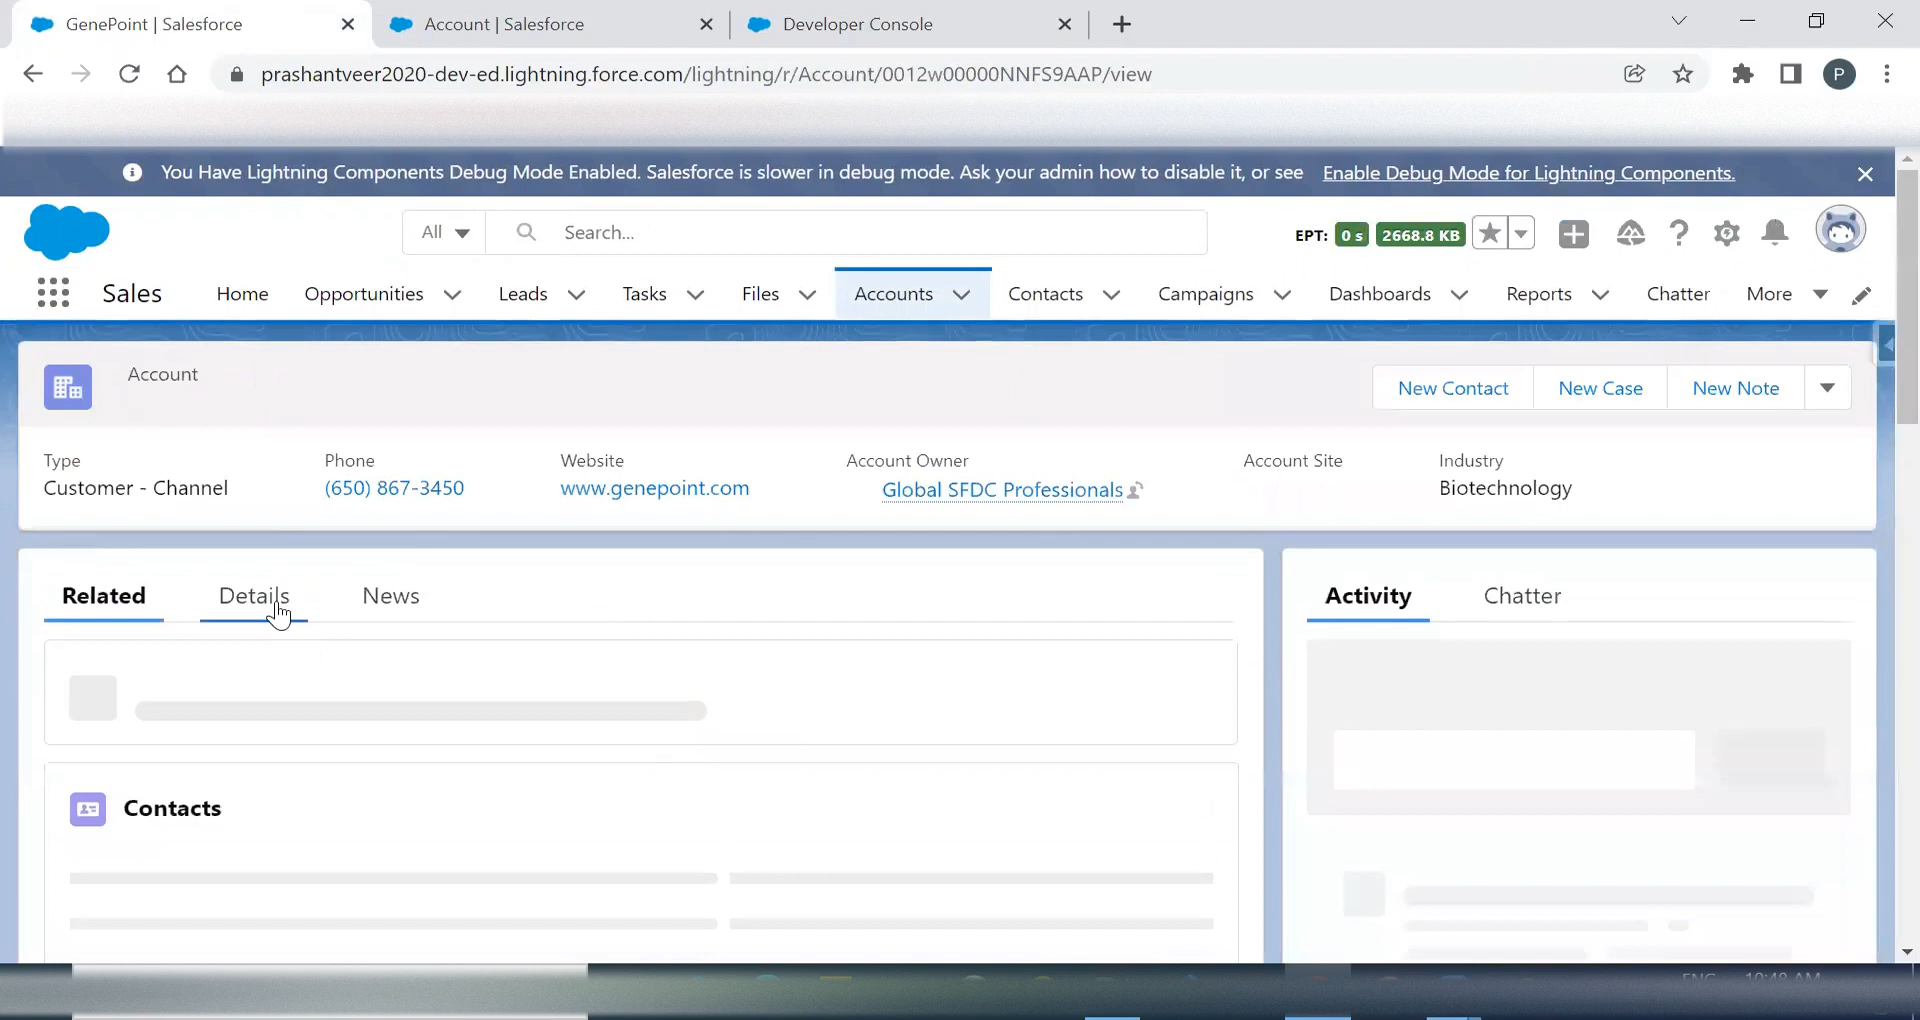 GenePoint | Salesforce
Account | Salesforce
Developer Console
prashantveer2020-dev-ed.lightning.force.com/lightning/r/Account/0012w00000NNFS9AAP/view
P
You Have Lightning Components Debug Mode Enabled. Salesforce is slower in debug mode. Ask your admin how to disable it, or see Enable Debug Mode for Lightning Components.
All
Search...
EPT: 0 s 2668.8 KB
Sales
Home
Opportunities
Leads
Tasks
Files
Accounts
Contacts
Campaigns
Dashboards
Reports
Chatter
More
Account
New Contact
New Case
New Note
Type
Phone
Website
Account Owner
Account Site
Industry
Customer - Channel
(650) 867-3450
www.genepoint.com
Global SFDC Professionals
Biotechnology
Related
Details
News
Activity
Chatter
Contacts
ENG
10:48 AM